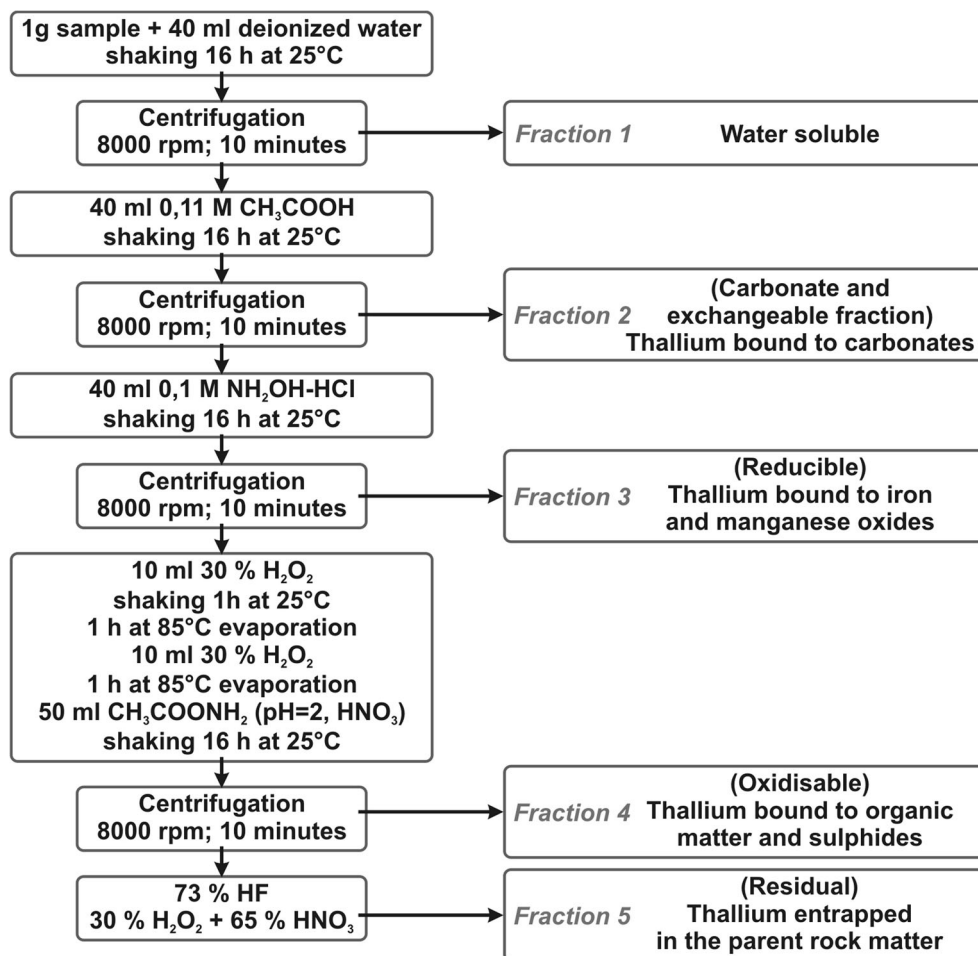 1g sample + 40 ml deionized water
shaking 16 h at 25°C
Centrifugation
8000 rpm; 10 minutes
Fraction 1
Water soluble
40 ml 0,11 M CH₃COOH
shaking 16 h at 25°C
Centrifugation
8000 rpm; 10 minutes
Fraction 2
(Carbonate and
exchangeable fraction)
Thallium bound to carbonates
40 ml 0,1 M NH₂OH-HCl
shaking 16 h at 25°C
Centrifugation
8000 rpm; 10 minutes
Fraction 3
(Reducible)
Thallium bound to iron
and manganese oxides
10 ml 30 % H₂O₂
shaking 1h at 25°C
1 h at 85°C evaporation
10 ml 30 % H₂O₂
1 h at 85°C evaporation
50 ml CH₃COONH₂ (pH=2, HNO₃)
shaking 16 h at 25°C
Centrifugation
8000 rpm; 10 minutes
Fraction 4
(Oxidisable)
Thallium bound to organic
matter and sulphides
73 % HF
30 % H₂O₂ + 65 % HNO₃
Fraction 5
(Residual)
Thallium entrapped
in the parent rock matter